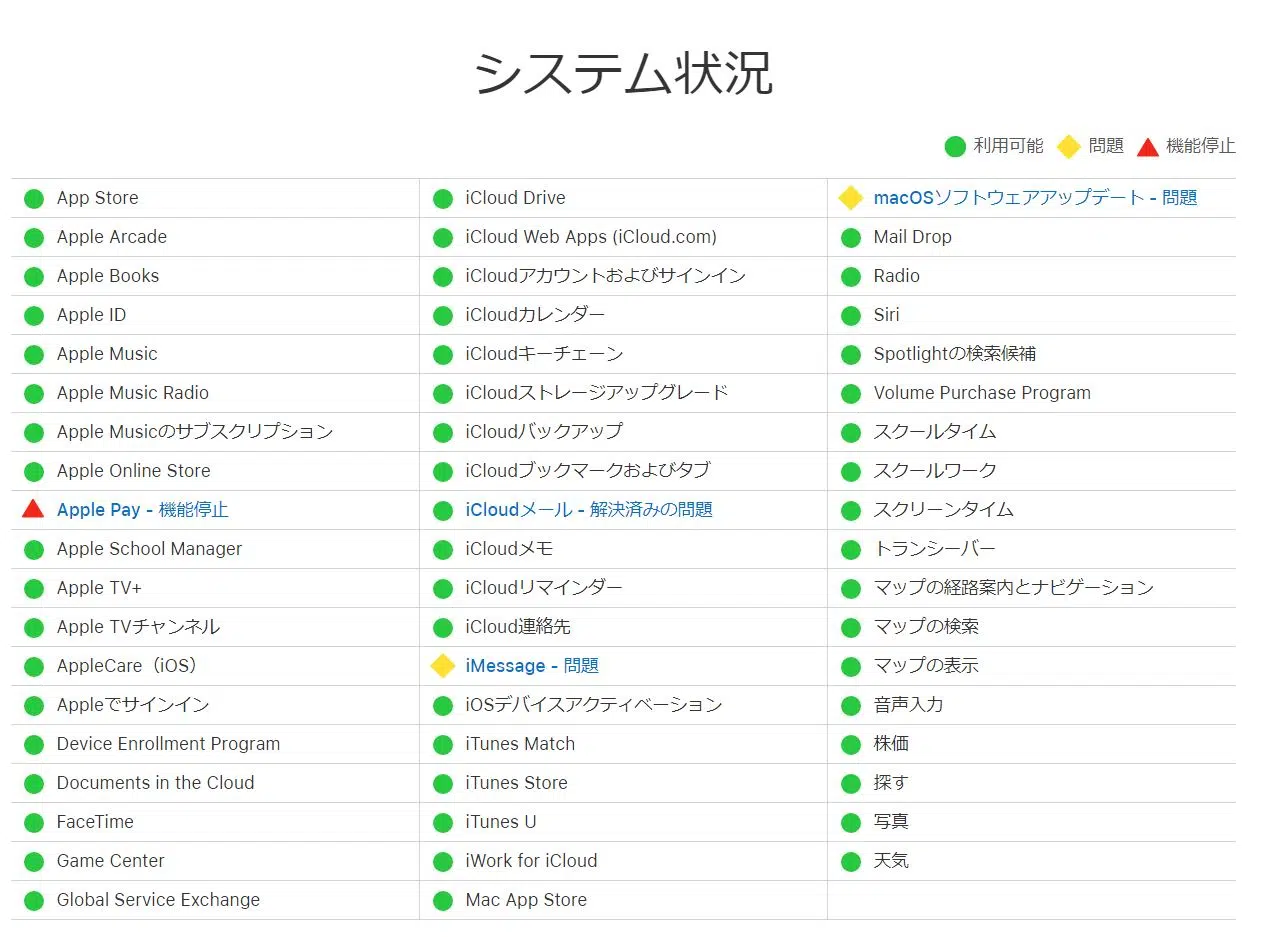 システム状況
利用可能 問題 機能停止
App Store
Apple Arcade
Apple Books
Apple ID
Apple Music
Apple Music Radio
Apple Musicのサブスクリプション
Apple Online Store
Apple Pay - 機能停止
Apple School Manager
Apple TV+
Apple TVチャンネル
AppleCare（iOS）
Appleでサインイン
Device Enrollment Program
Documents in the Cloud
FaceTime
Game Center
Global Service Exchange
iCloud Drive
iCloud Web Apps (iCloud.com)
iCloudアカウントおよびサインイン
iCloudカレンダー
iCloudキーチェーン
iCloudストレージアップグレード
iCloudバックアップ
iCloudブックマークおよびタブ
iCloudメール - 解決済みの問題
iCloudメモ
iCloudリマインダー
iCloud連絡先
iMessage - 問題
iOSデバイスアクティベーション
iTunes Match
iTunes Store
iTunes U
iWork for iCloud
Mac App Store
macOSソフトウェアアップデート - 問題
Mail Drop
Radio
Siri
Spotlightの検索候補
Volume Purchase Program
スクールタイム
スクールワーク
スクリーンタイム
トランシーバー
マップの経路案内とナビゲーション
マップの検索
マップの表示
音声入力
株価
探す
写真
天気